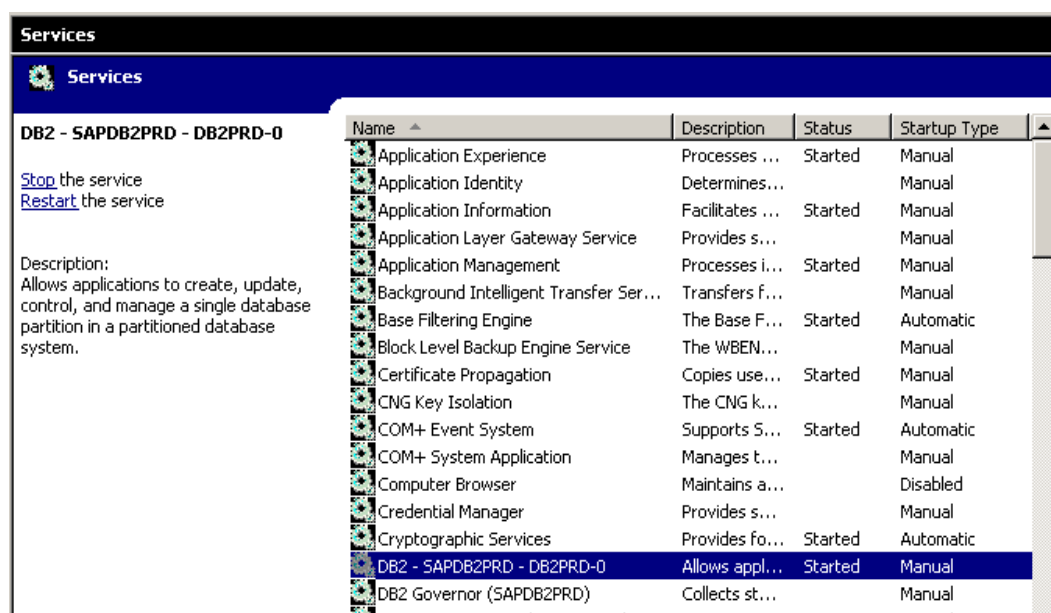 Services
Services
DB2 - SAPDB2PRD - DB2PRD-0
Stop the service
Restart the service
Description:
Allows applications to create, update,
control, and manage a single database
partition in a partitioned database
system.
Name Description Status Startup Type
Application Experience Processes ... Started Manual
Application Identity Determines... Manual
Application Information Facilitates ... Started Manual
Application Layer Gateway Service Provides s... Manual
Application Management Processes i... Started Manual
Background Intelligent Transfer Ser... Transfers f... Manual
Base Filtering Engine The Base F... Started Automatic
Block Level Backup Engine Service The WBEN... Manual
Certificate Propagation Copies use... Started Manual
CNG Key Isolation The CNG k... Manual
COM+ Event System Supports S... Started Automatic
COM+ System Application Manages t... Manual
Computer Browser Maintains a... Disabled
Credential Manager Provides s... Manual
Cryptographic Services Provides fo... Started Automatic
DB2 - SAPDB2PRD - DB2PRD-0 Allows appl... Started Manual
DB2 Governor (SAPDB2PRD) Collects st... Manual